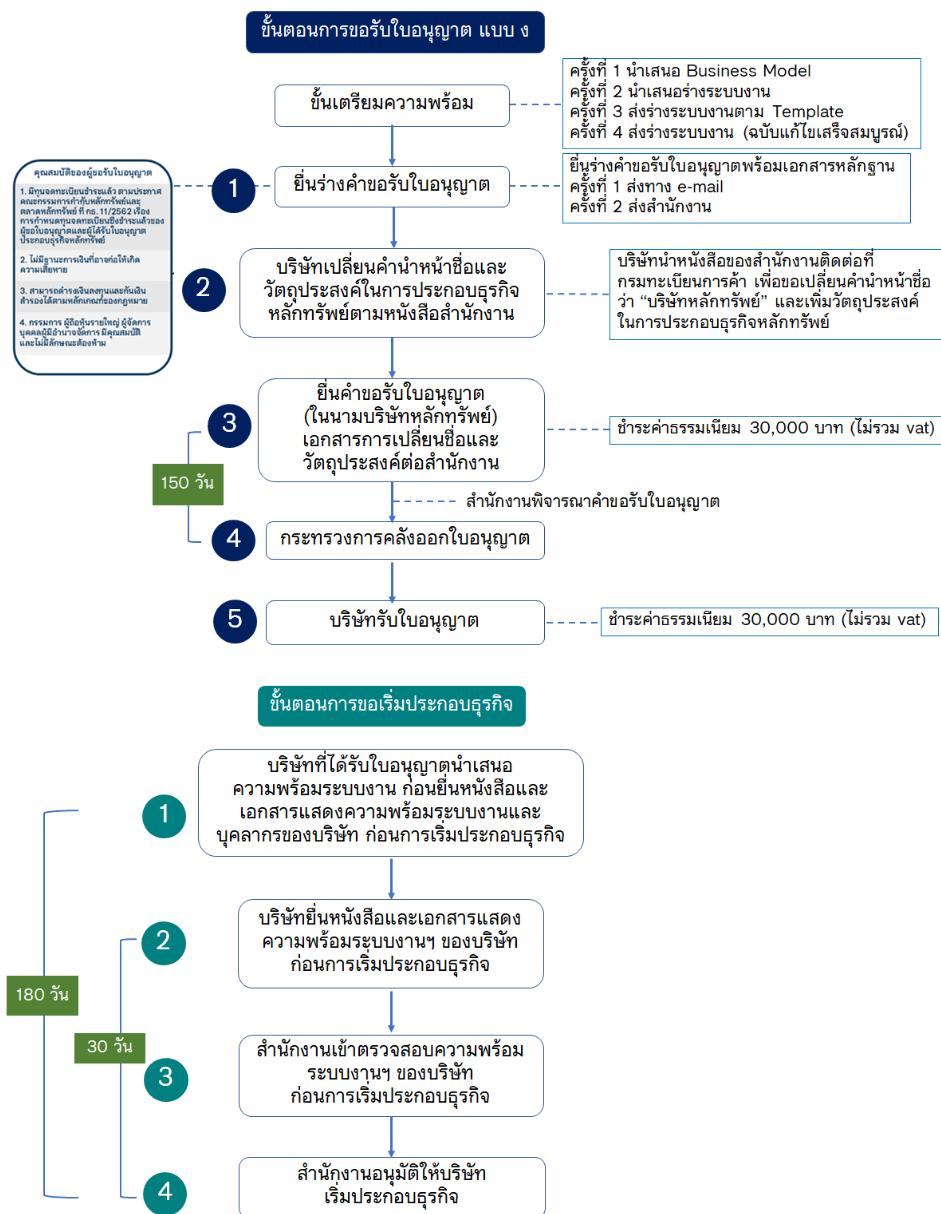 ขั้นตอนการขอรับใบอนุญาต แบบ ง
ขั้นเตรียมความพร้อม
ครั้งที่ 1 นำเสนอ Business Model
ครั้งที่ 2 นำเสนอร่างระบบงาน
ครั้งที่ 3 ส่งร่างระบบงานตาม Template
ครั้งที่ 4 ส่งร่างระบบงาน (ฉบับแก้ไขเสร็จสมบูรณ์)
คุณสมบัติของผู้ขอรับใบอนุญาต
1. มีทุนจดทะเบียนชำระแล้ว ตามประกาศ
คณะกรรมการกำกับหลักทรัพย์และ
ตลาดหลักทรัพย์ ที่ กธ. 11/2562 เรื่อง
การกำหนดทุนจดทะเบียนซึ่งชำระแล้วของ
ผู้ขอใบอนุญาตและผู้ได้รับใบอนุญาต
ประกอบธุรกิจหลักทรัพย์
2. ไม่มีฐานะการเงินที่อาจก่อให้เกิด
ความเสียหาย
3. สามารถดำรงเงินลงทุนและกันเงิน
สำรองได้ตามหลักเกณฑ์ของกฎหมาย
4. กรรมการ ผู้ถือหุ้นรายใหญ่ ผู้จัดการ
บุคคลผู้มีอำนาจจัดการ มีคุณสมบัติ
และไม่มีลักษณะต้องห้าม
1
ยื่นร่างคำขอรับใบอนุญาต
ยื่นร่างคำขอรับใบอนุญาตพร้อมเอกสารหลักฐาน
ครั้งที่ 1 ส่งทาง e-mail
ครั้งที่ 2 ส่งสำนักงาน
2
บริษัทเปลี่ยนคำนำหน้าชื่อและ
วัตถุประสงค์ในการประกอบธุรกิจ
หลักทรัพย์ตามหนังสือสำนักงาน
บริษัทนำหนังสือของสำนักงานติดต่อที่
กรมทะเบียนการค้า เพื่อขอเปลี่ยนคำนำหน้าชื่อ
ว่า “บริษัทหลักทรัพย์” และเพิ่มวัตถุประสงค์
ในการประกอบธุรกิจหลักทรัพย์
3
ยื่นคำขอรับใบอนุญาต
(ในนามบริษัทหลักทรัพย์)
เอกสารการเปลี่ยนชื่อและ
วัตถุประสงค์ต่อสำนักงาน
ชำระค่าธรรมเนียม 30,000 บาท (ไม่รวม vat)
150 วัน
สำนักงานพิจารณาคำขอรับใบอนุญาต
4
กระทรวงการคลังออกใบอนุญาต
5
บริษัทรับใบอนุญาต
ชำระค่าธรรมเนียม 30,000 บาท (ไม่รวม vat)
ขั้นตอนการขอเริ่มประกอบธุรกิจ
1
บริษัทที่ได้รับใบอนุญาตนำเสนอ
ความพร้อมระบบงาน ก่อนยื่นหนังสือและ
เอกสารแสดงความพร้อมระบบงานและ
บุคลากรของบริษัท ก่อนการเริ่มประกอบธุรกิจ
2
บริษัทยื่นหนังสือและเอกสารแสดง
ความพร้อมระบบงานฯ ของบริษัท
ก่อนการเริ่มประกอบธุรกิจ
180 วัน
30 วัน
3
สำนักงานเข้าตรวจสอบความพร้อม
ระบบงานฯ ของบริษัท
ก่อนการเริ่มประกอบธุรกิจ
4
สำนักงานอนุมัติให้บริษัท
เริ่มประกอบธุรกิจ